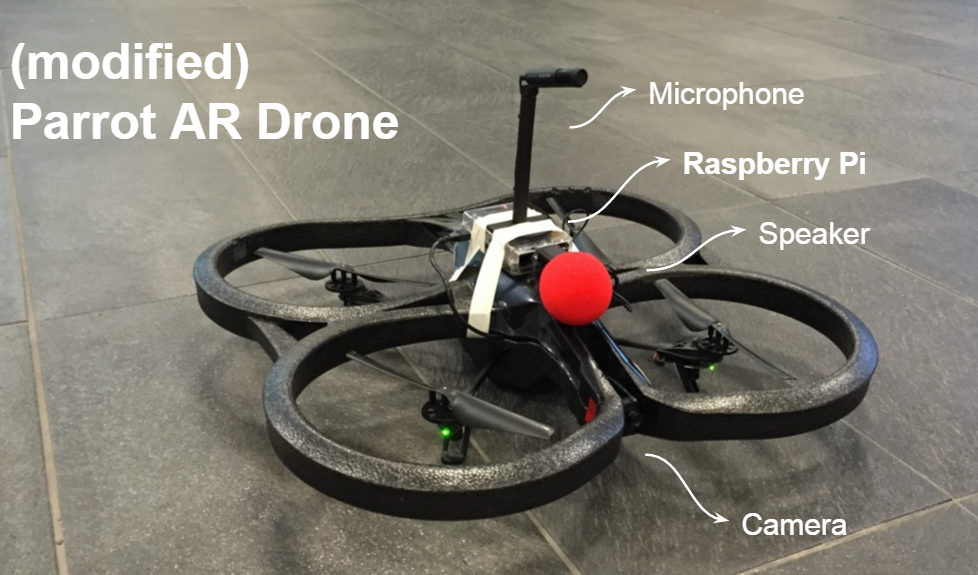 (modified)
Parrot AR Drone
Microphone
Raspberry Pi
Speaker
Camera